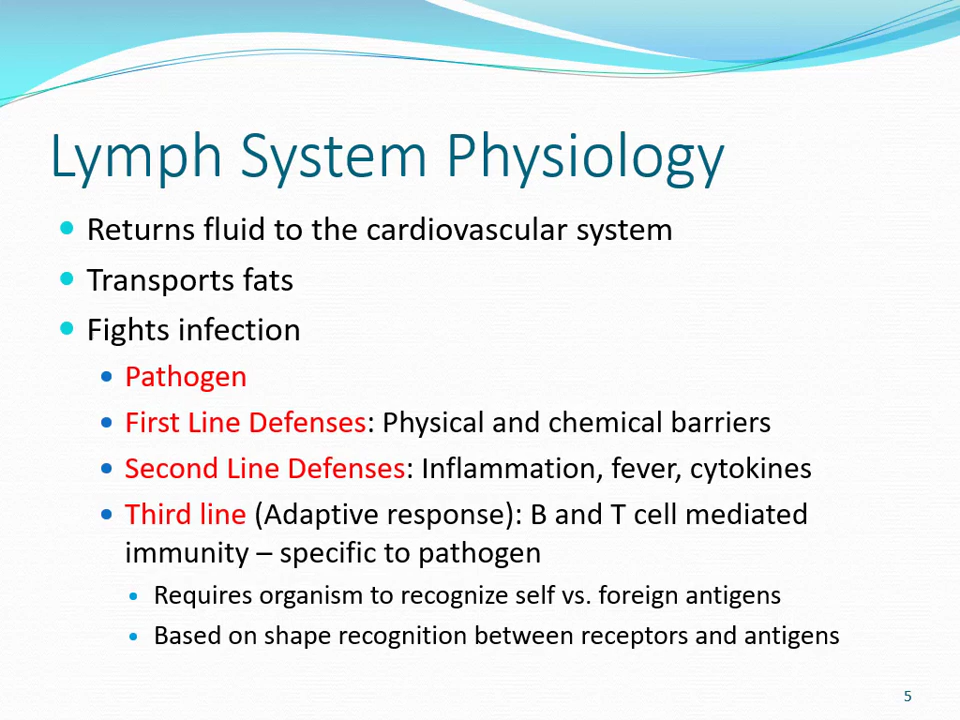 Lymph System Physiology
Returns fluid to the cardiovascular system
Transports fats
Fights infection
Pathogen
First Line Defenses: Physical and chemical barriers
Second Line Defenses: Inflammation, fever, cytokines
Third line (Adaptive response): B and T cell mediated
immunity – specific to pathogen
Requires organism to recognize self vs. foreign antigens
Based on shape recognition between receptors and antigens
5